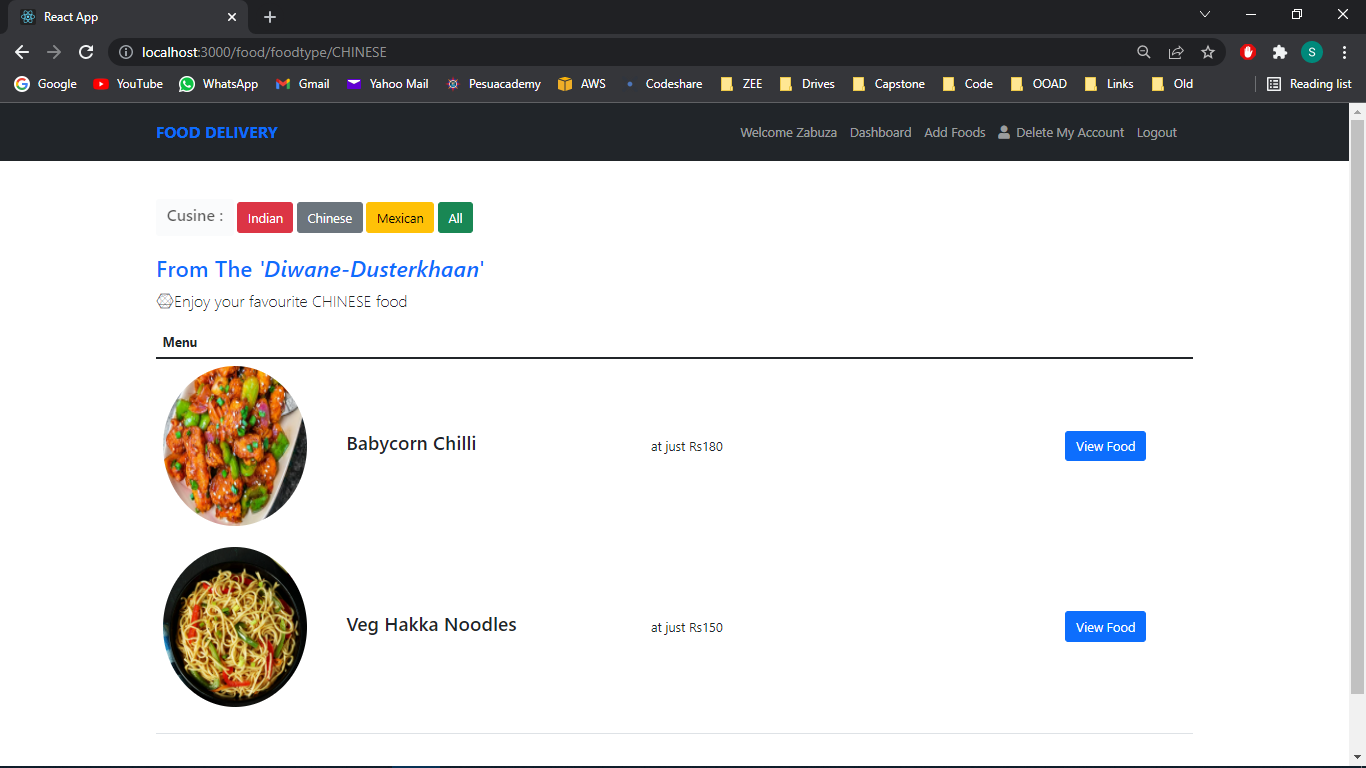 React App
localhost:3000/food/foodtype/CHINESE
S
Google YouTube WhatsApp Gmail Yahoo Mail Pesuacademy AWS Codeshare ZEE Drives Capstone Code OOAD Links Old Reading list
FOOD DELIVERY Welcome Zabuza Dashboard Add Foods Delete My Account Logout
Cusine : Indian Chinese Mexican All
From The 'Diwane-Dusterkhaan'
Enjoy your favourite CHINESE food
Menu
Babycorn Chilli at just Rs180 View Food
Veg Hakka Noodles at just Rs150 View Food